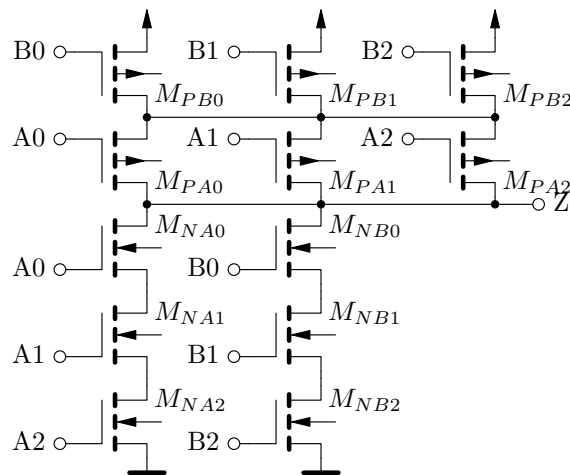 B0 B1 B2
M_{PB0} M_{PB1} M_{PB2}
A0 A1 A2
M_{PA0} M_{PA1} M_{PA2}
Z
M_{NA0} M_{NB0}
A0 B0
M_{NA1} M_{NB1}
A1 B1
M_{NA2} M_{NB2}
A2 B2